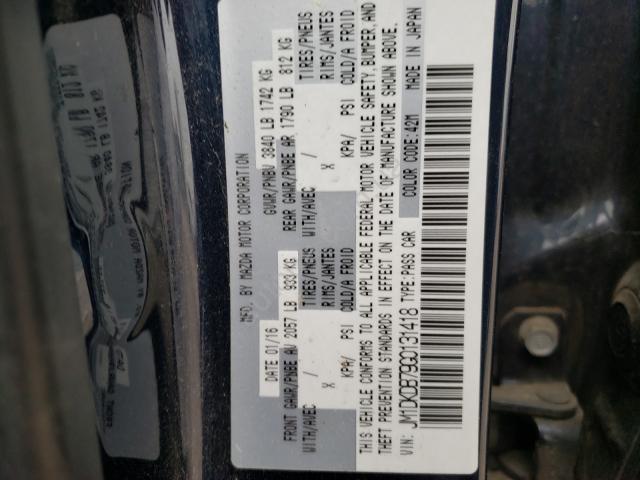 MFD. BY MAZDA MOTOR CORPORATION
DATE 01/16 GVWR/PNBV 3840 LB 1742 KG
FRONT GAWR/PNBE AV 2057 LB 933 KG REAR GAWR/PNBE AR 1790 LB 812 KG
WITH/AVEC / TIRES/PNEUS WITH/AVEC / TIRES/PNEUS
X RIMS/JANTES X RIMS/JANTES
KPA/ PSI COLD/A FROID KPA/ PSI COLD/A FROID
THIS VEHICLE CONFORMS TO ALL APPLICABLE FEDERAL MOTOR VEHICLE SAFETY, BUMPER, AND
THEFT PREVENTION STANDARDS IN EFFECT ON THE DATE OF MANUFACTURE SHOWN ABOVE.
VIN: JM1DKDB79G0131418 TYPE: PASS CAR COLOR CODE: 42M MADE IN JAPAN